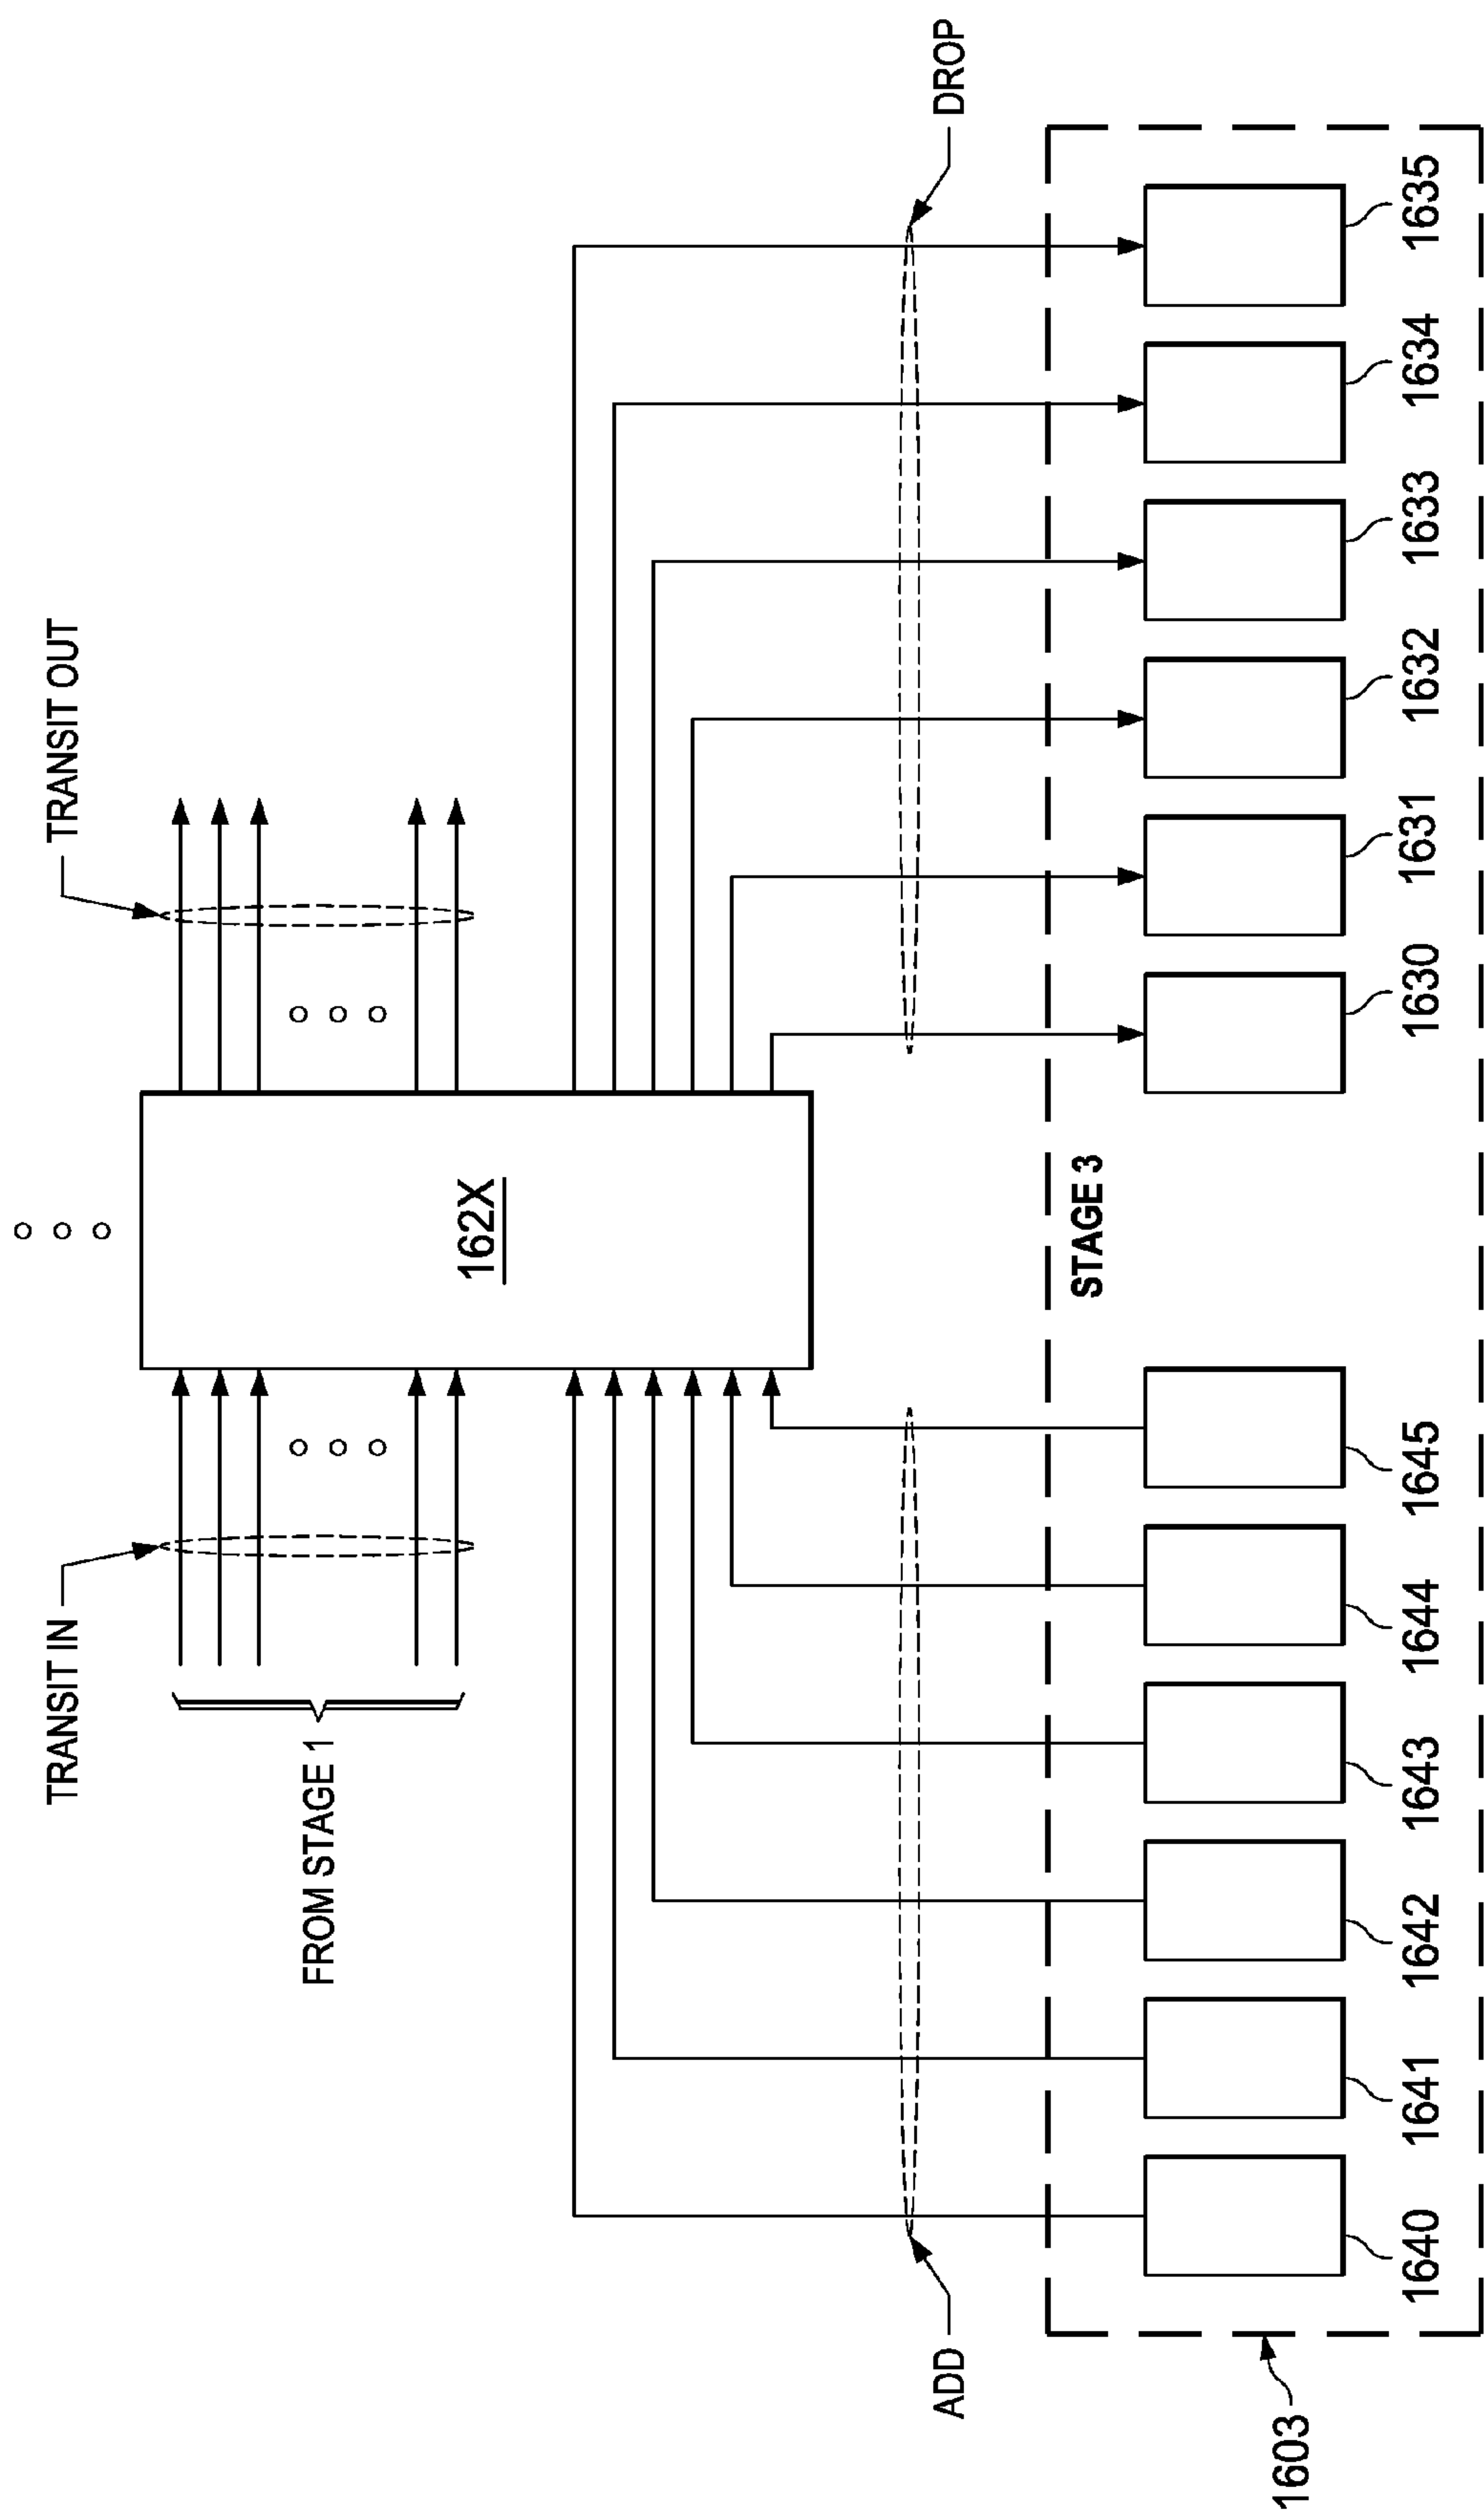 TRANSIT IN
TRANSIT OUT
FROM STAGE 1
162X
ADD
DROP
STAGE 3
1603
1640
1641
1642
1643
1644
1645
1630
1631
1632
1633
1634
1635